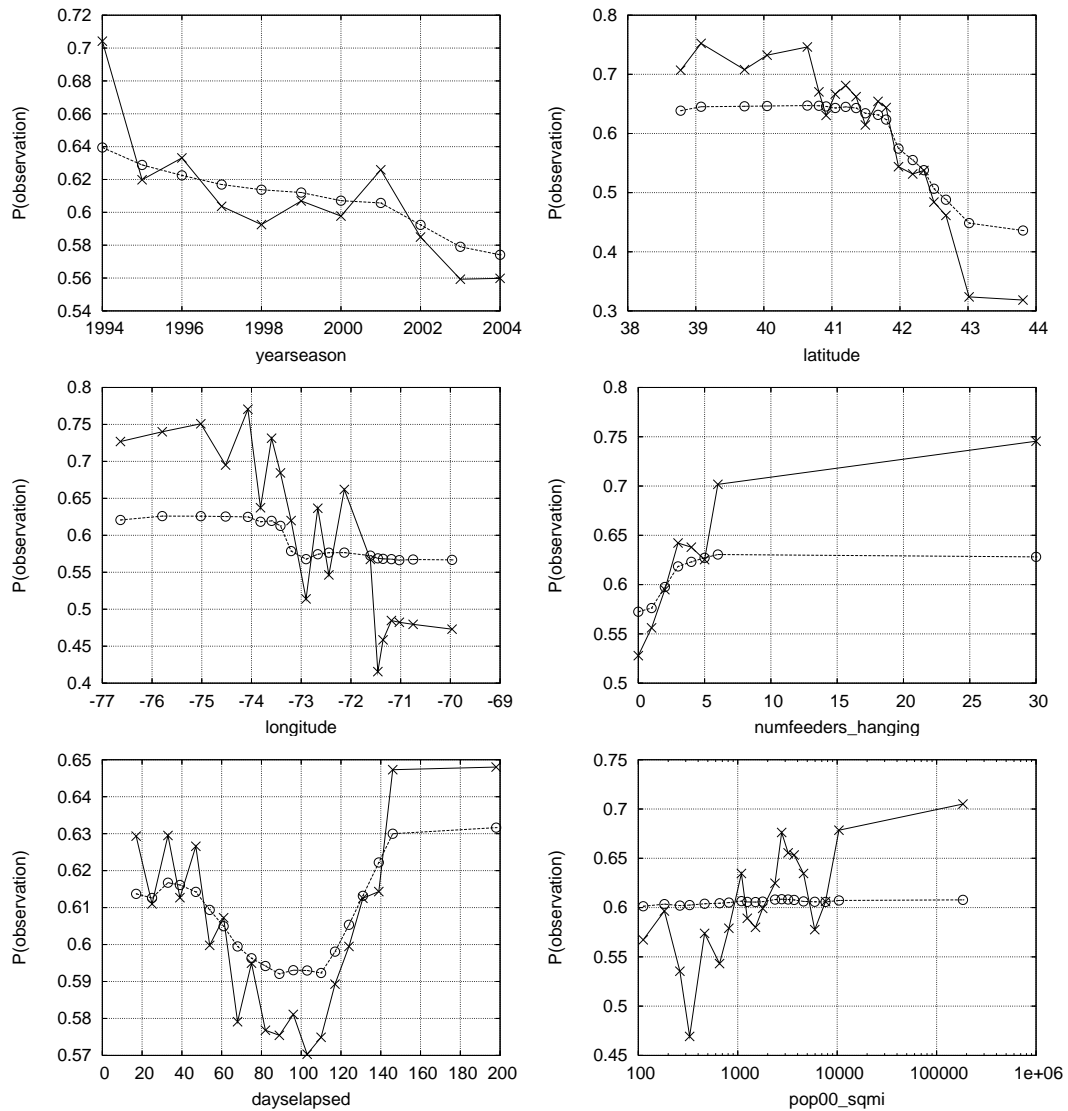 0.72
0.7
0.68
0.66
0.64
0.62
0.6
0.58
0.56
0.54
P(observation)
1994 1996 1998 2000 2002 2004
yearseason
0.8
0.7
0.6
0.5
0.4
0.3
P(observation)
38 39 40 41 42 43 44
latitude
0.8
0.75
0.7
0.65
0.6
0.55
0.5
0.45
0.4
P(observation)
-77 -76 -75 -74 -73 -72 -71 -70 -69
longitude
0.8
0.75
0.7
0.65
0.6
0.55
0.5
P(observation)
0 5 10 15 20 25 30
numfeeders_hanging
0.65
0.64
0.63
0.62
0.61
0.6
0.59
0.58
0.57
P(observation)
0 20 40 60 80 100 120 140 160 180 200
dayselapsed
0.75
0.7
0.65
0.6
0.55
0.5
0.45
P(observation)
100 1000 10000 100000 1e+06
pop00_sqmi